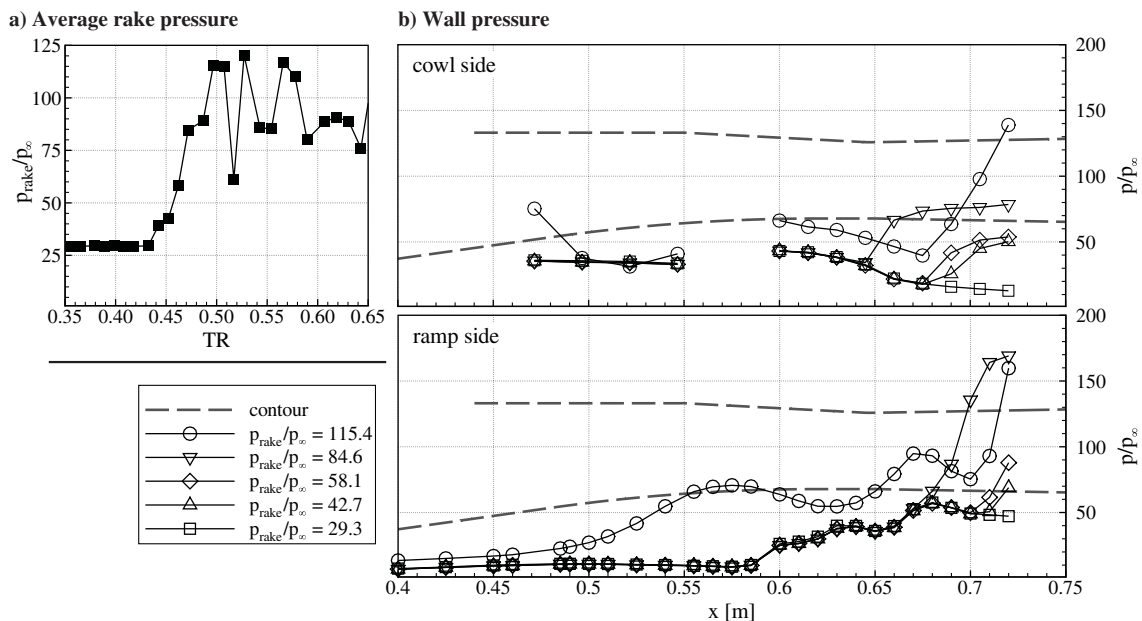 a) Average rake pressure
125
100
75
50
25
p_rake/p_∞
0.35 0.40 0.45 0.50 0.55 0.60 0.65
TR
contour
p_rake/p_∞ = 115.4
p_rake/p_∞ = 84.6
p_rake/p_∞ = 58.1
p_rake/p_∞ = 42.7
p_rake/p_∞ = 29.3
b) Wall pressure
cowl side
200
150
100
50
p/p_∞
ramp side
200
150
100
50
p/p_∞
0.4 0.45 0.5 0.55 0.6 0.65 0.7 0.75
x [m]